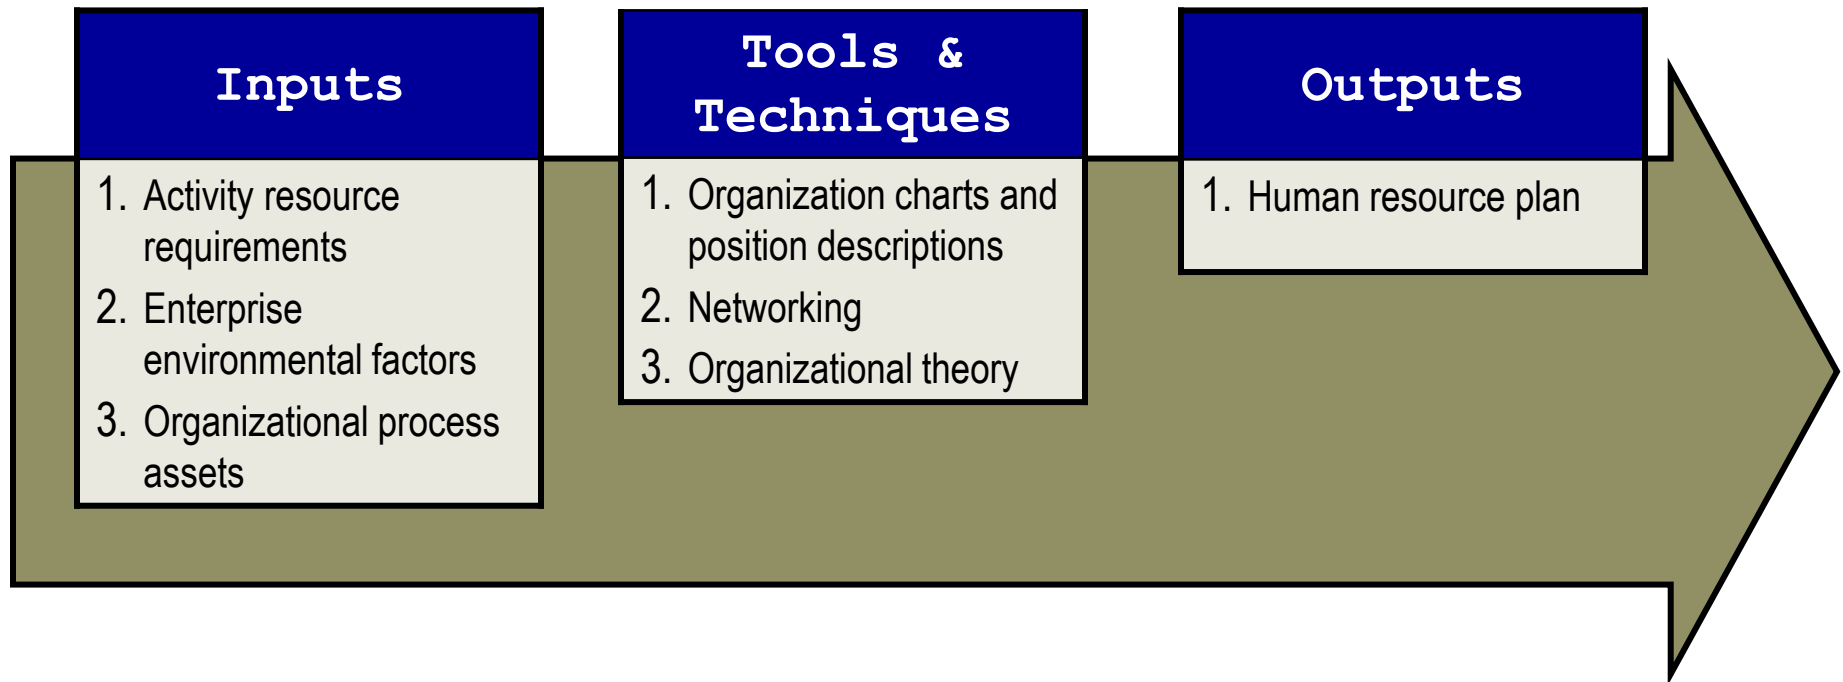 Inputs
1. Activity resource
requirements
2. Enterprise
environmental factors
3. Organizational process
assets
Tools &
Techniques
1. Organization charts and
position descriptions
2. Networking
3. Organizational theory
Outputs
1. Human resource plan